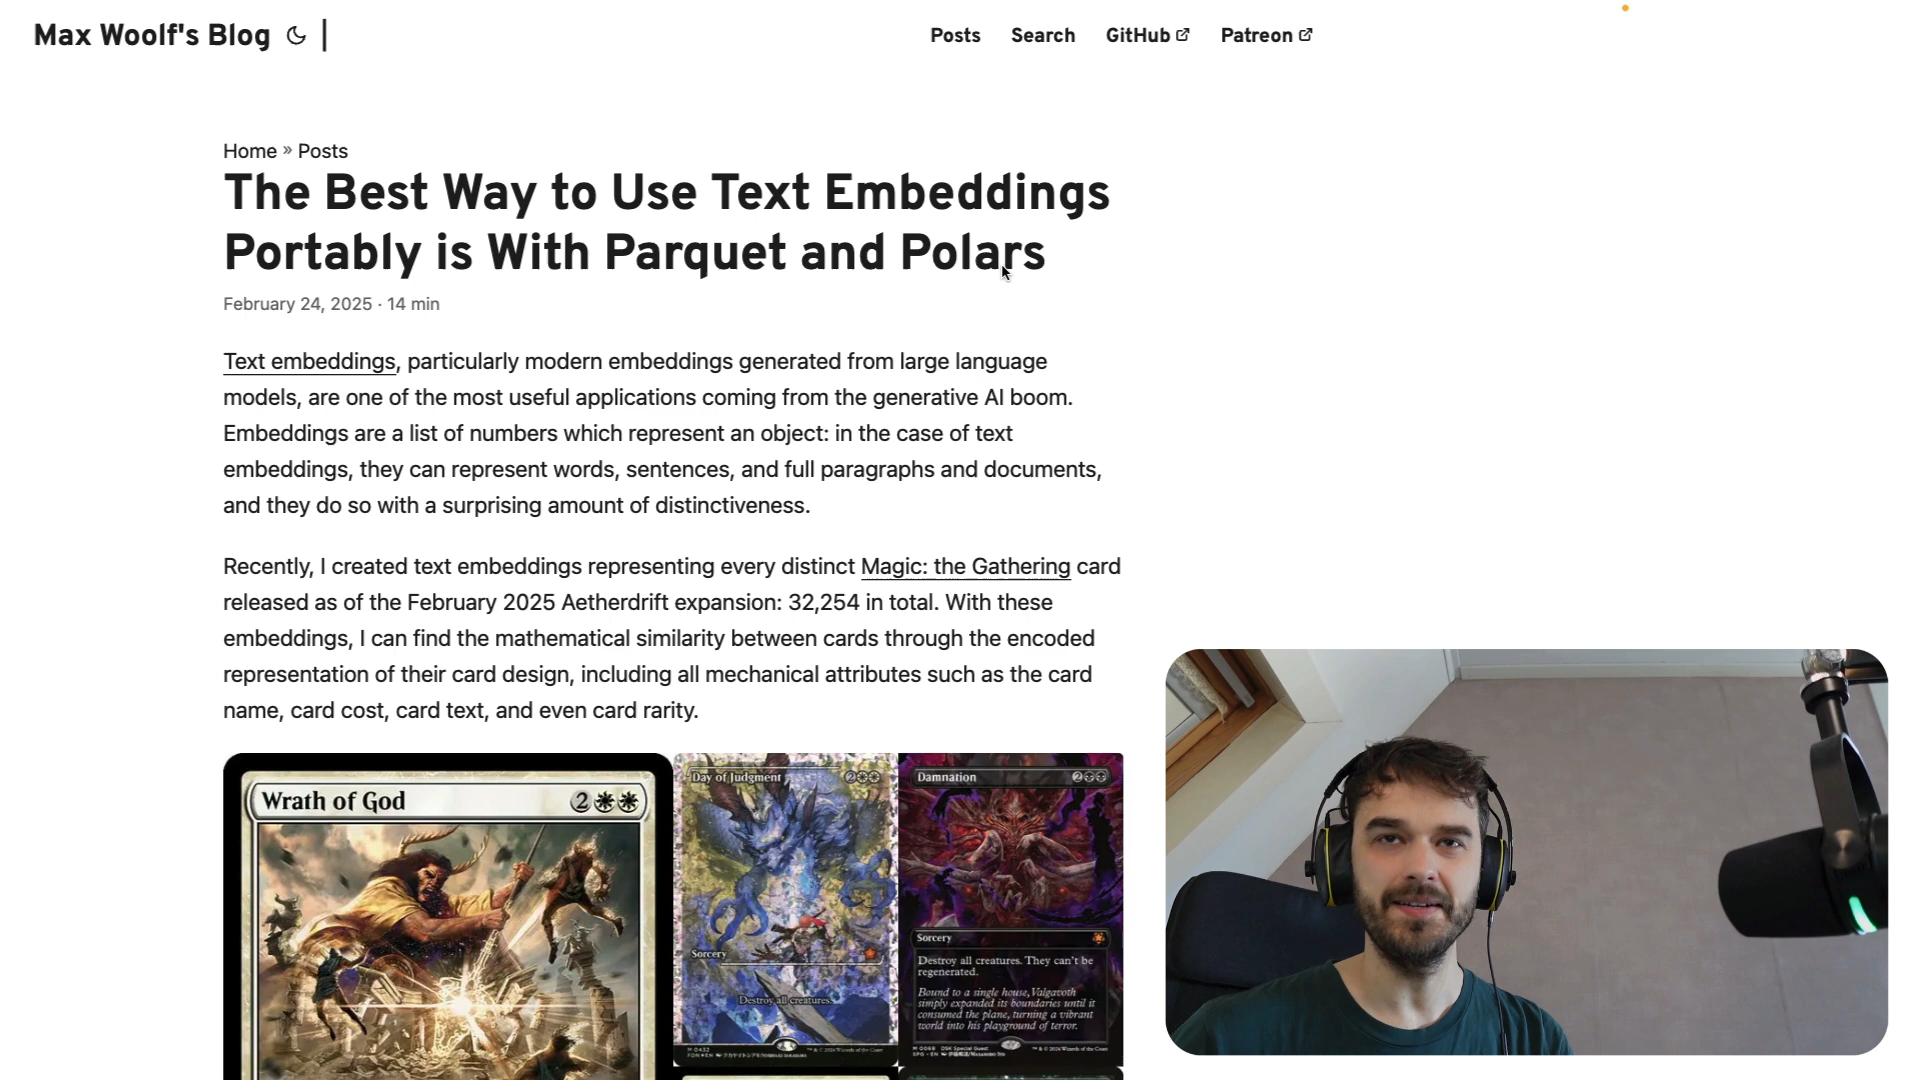 Max Woolf's Blog
Posts
Search
GitHub
Patreon
Home » Posts
The Best Way to Use Text Embeddings
Portably is With Parquet and Polars
February 24, 2025 · 14 min
Text embeddings, particularly modern embeddings generated from large language
models, are one of the most useful applications coming from the generative AI boom.
Embeddings are a list of numbers which represent an object: in the case of text
embeddings, they can represent words, sentences, and full paragraphs and documents,
and they do so with a surprising amount of distinctiveness.
Recently, I created text embeddings representing every distinct Magic: the Gathering card
released as of the February 2025 Aetherdrift expansion: 32,254 in total. With these
embeddings, I can find the mathematical similarity between cards through the encoded
representation of their card design, including all mechanical attributes such as the card
name, card cost, card text, and even card rarity.
Wrath of God 2
Day of Judgment 2
Sorcery
Destroy all creatures.
Damnation 2
Sorcery
Destroy all creatures. They can't be
regenerated.
Bound to a single house, Valgavoth
simply expanded its boundaries until it
consumed the plane, turning a vibrant
world into his playground of terror.